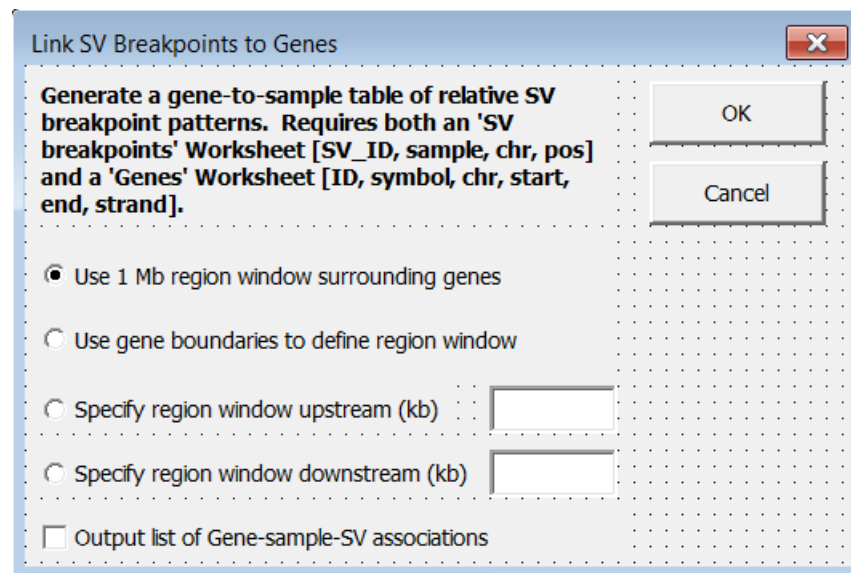 Link SV Breakpoints to Genes
Generate a gene-to-sample table of relative SV
breakpoint patterns. Requires both an 'SV
breakpoints' Worksheet [SV_ID, sample, chr, pos]
and a 'Genes' Worksheet [ID, symbol, chr, start,
end, strand].
OK
Cancel
Use 1 Mb region window surrounding genes
Use gene boundaries to define region window
Specify region window upstream (kb)
Specify region window downstream (kb)
Output list of Gene-sample-SV associations